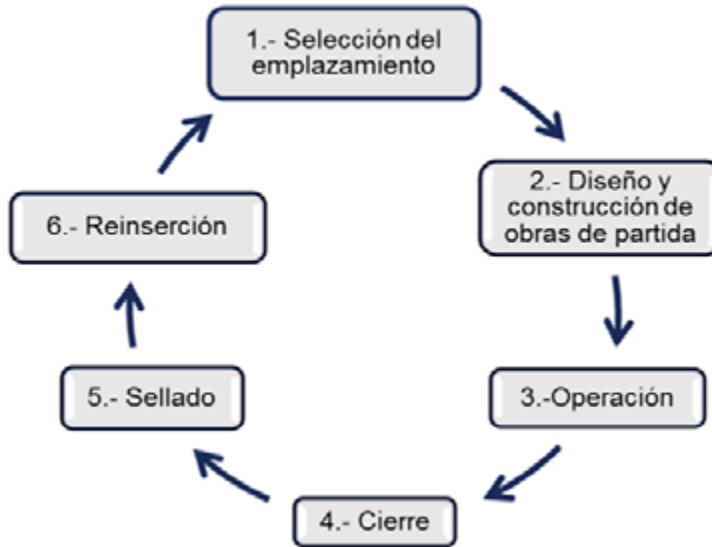 1.- Selección del
emplazamiento
2.- Diseño y
construcción de
obras de partida
3.-Operación
4.- Cierre
5.- Sellado
6.- Reinserción